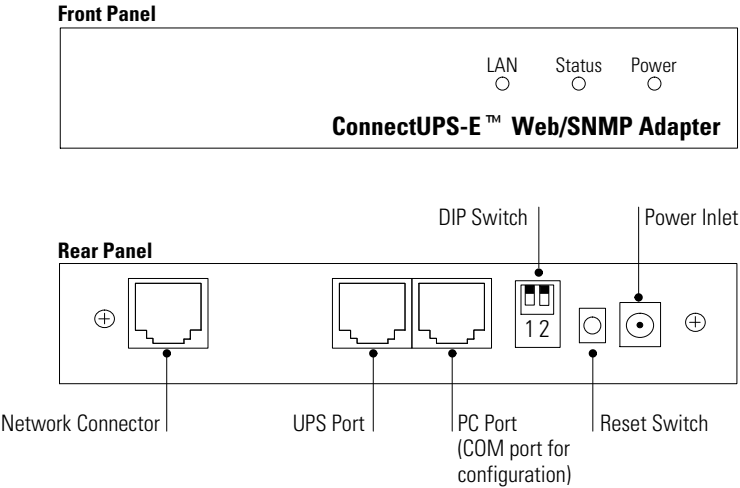 Front Panel
LAN Status Power
ConnectUPS-E™ Web/SNMP Adapter
DIP Switch Power Inlet
Rear Panel
1 2
Network Connector UPS Port PC Port Reset Switch
(COM port for
configuration)